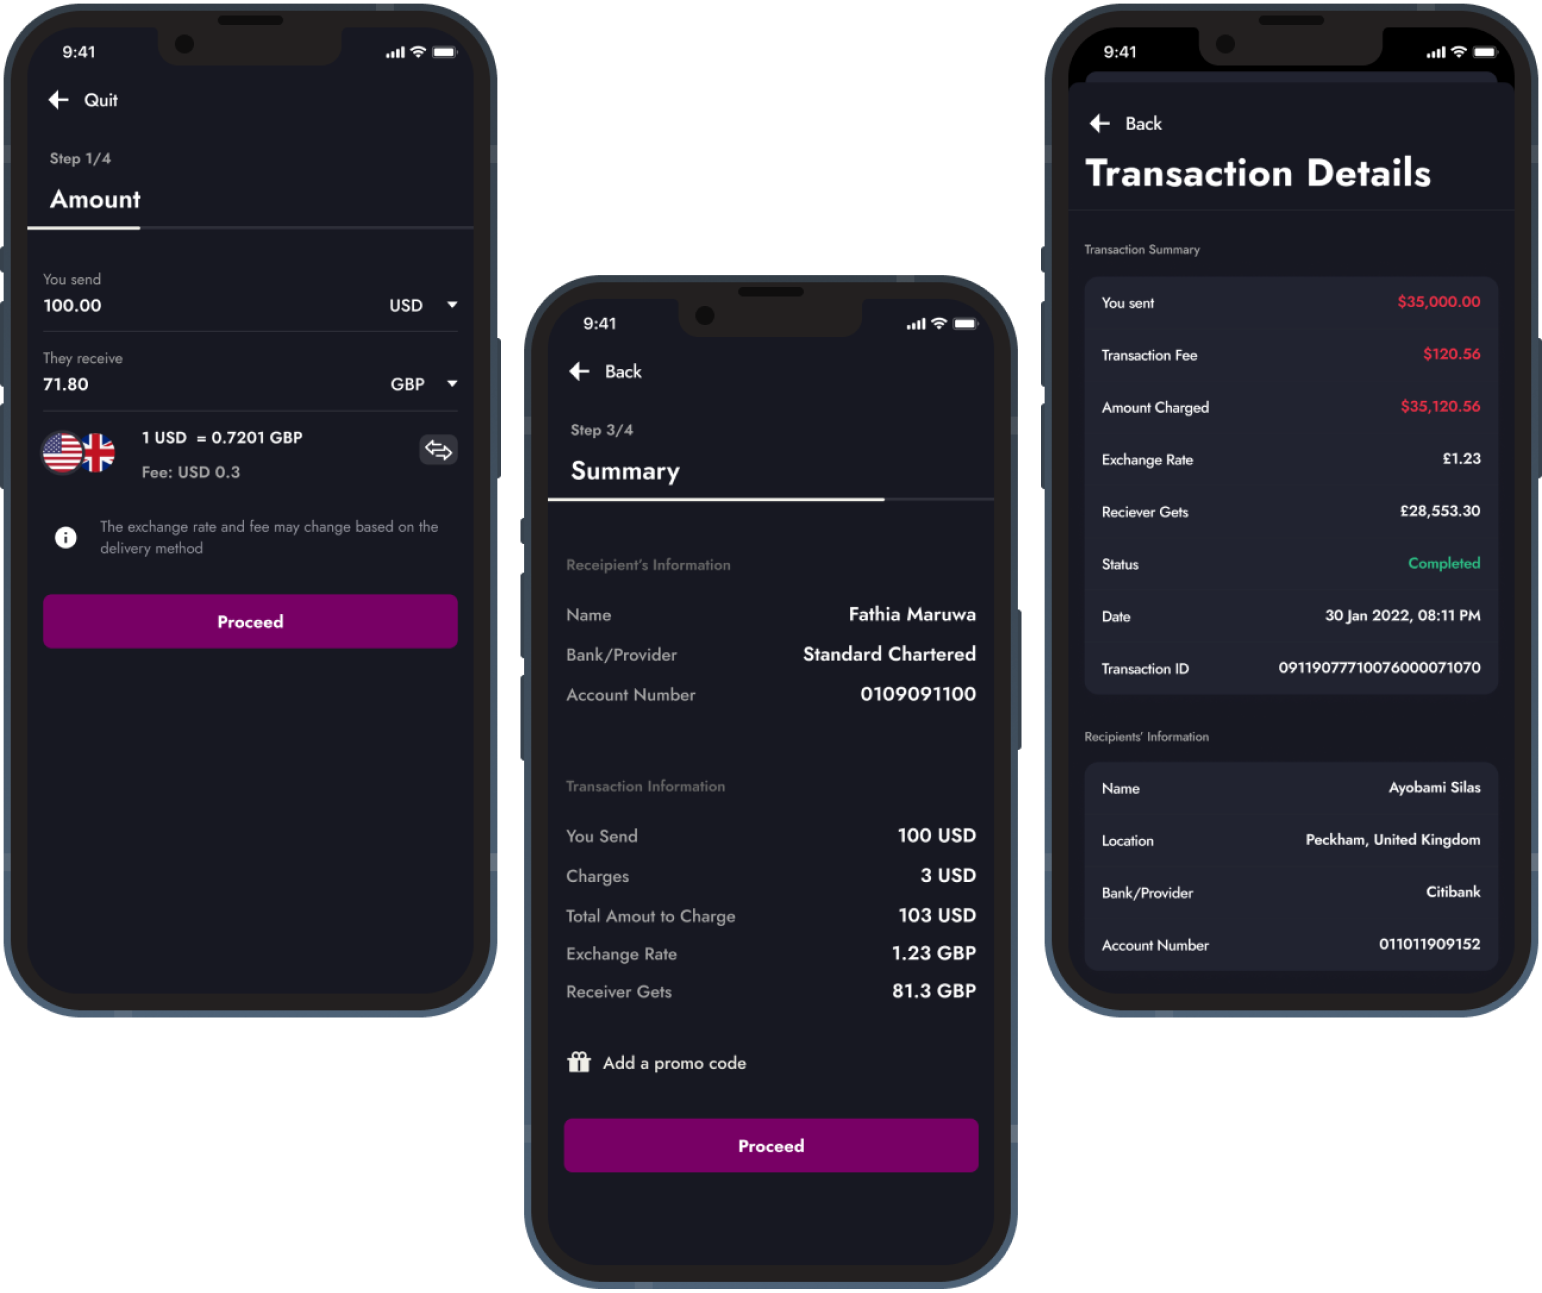 9:41
Quit
Step 1/4
Amount
You send
100.00 USD
They receive
71.80 GBP
1 USD = 0.7201 GBP
Fee: USD 0.3
The exchange rate and fee may change based on the
delivery method
Proceed
9:41
Back
Step 3/4
Summary
Receipient's Information
Name Fathia Maruwa
Bank/Provider Standard Chartered
Account Number 0109091100
Transaction Information
You Send 100 USD
Charges 3 USD
Total Amout to Charge 103 USD
Exchange Rate 1.23 GBP
Receiver Gets 81.3 GBP
Add a promo code
Proceed
9:41
Back
Transaction Details
Transaction Summary
You sent $35,000.00
Transaction Fee $120.56
Amount Charged $35,120.56
Exchange Rate £1.23
Reciever Gets £28,553.30
Status Completed
Date 30 Jan 2022, 08:11 PM
Transaction ID 09119077710076000071070
Recipients' Information
Name Ayobami Silas
Location Peckham, United Kingdom
Bank/Provider Citibank
Account Number 011011909152